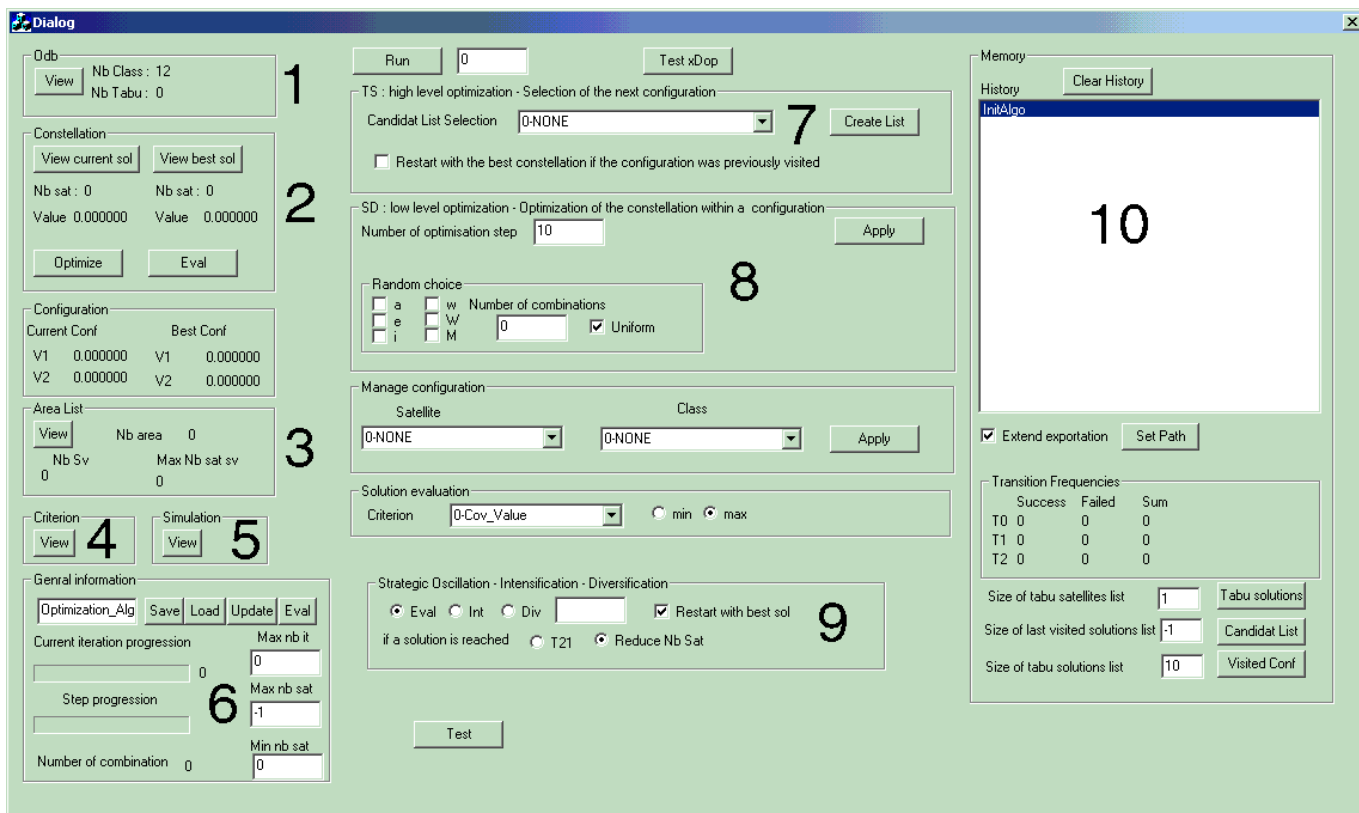 Dialog
Odb
View
Nb Class : 12
Nb Tabu : 0
1
Constellation
View current sol
View best sol
Nb sat : 0
Nb sat : 0
Value 0.000000
Value 0.000000
2
Optimize
Eval
Configuration
Current Conf
Best Conf
V1 0.000000
V1 0.000000
V2 0.000000
V2 0.000000
Area List
View
Nb area 0
Nb Sv
Max Nb sat sv
0
0
3
Criterion
View
4
Simulation
View
5
Genral information
Optimization_Alg
Save
Load
Update
Eval
Current iteration progression
Max nb it
0
0
Step progression
Max nb sat
-1
6
Min nb sat
Number of combination 0
0
Run
0
Test xDop
TS : high level optimization - Selection of the next configuration
Candidat List Selection
0-NONE
7
Create List
Restart with the best constellation if the configuration was previously visited
SD : low level optimization - Optimization of the constellation within a configuration
Number of optimisation step
10
Apply
8
Random choice
a
w
Number of combinations
e
W
0
Uniform
i
M
Manage configuration
Satellite
Class
0-NONE
0-NONE
Apply
Solution evaluation
Criterion
0-Cov_Value
min
max
Strategic Oscillation - Intensification - Diversification
Eval
Int
Div
Restart with best sol
9
if a solution is reached
T21
Reduce Nb Sat
Test
Memory
History
Clear History
InitAlgo
10
Extend exportation
Set Path
Transition Frequencies
Success Failed Sum
T0 0 0 0
T1 0 0 0
T2 0 0 0
Size of tabu satellites list
1
Tabu solutions
Size of last visited solutions list
-1
Candidat List
Size of tabu solutions list
10
Visited Conf